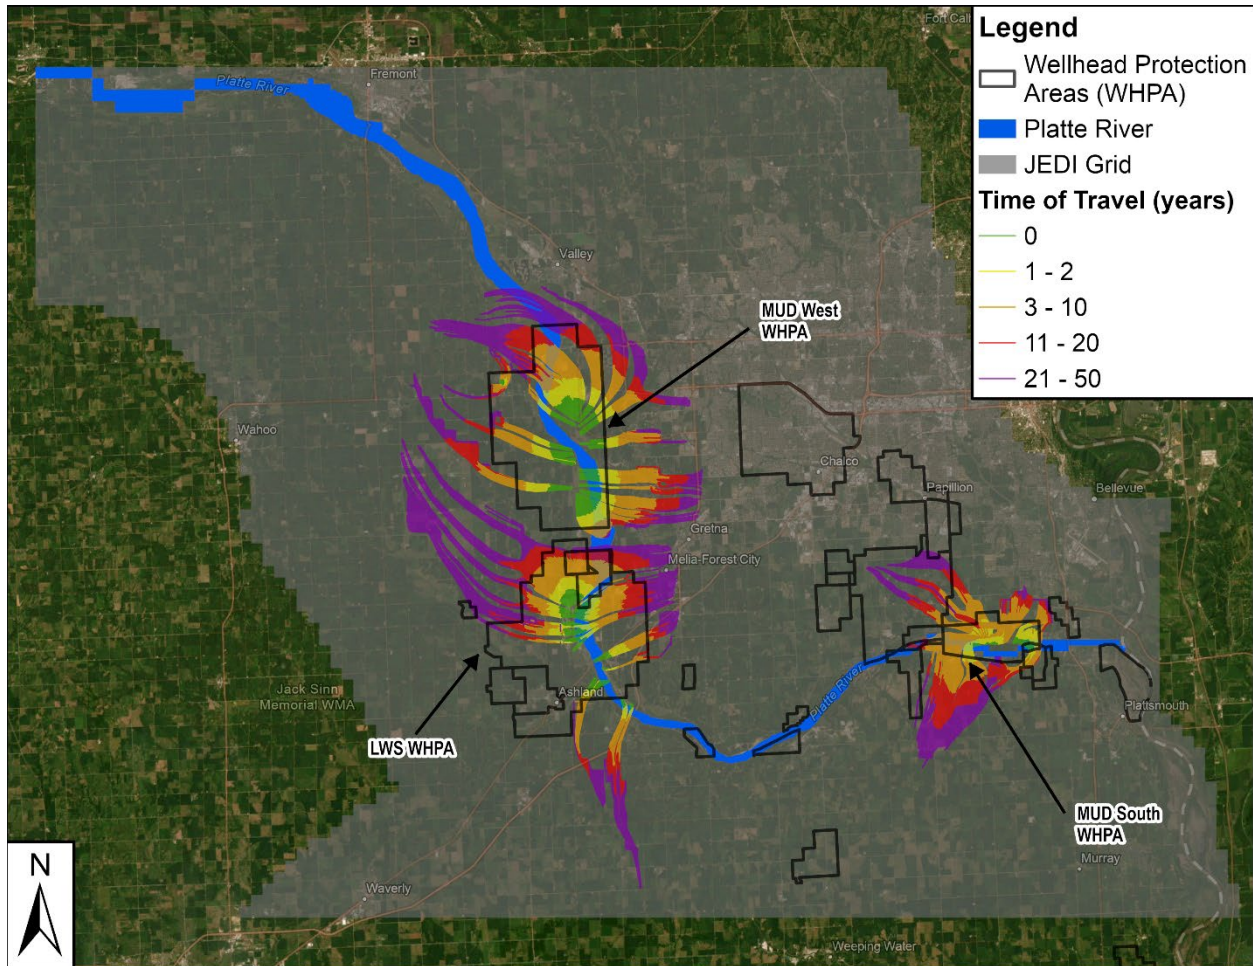 Fort Calh
Legend
Wellhead Protection
Areas (WHPA)
Platte River
JEDI Grid
Time of Travel (years)
0
1 - 2
3 - 10
11 - 20
21 - 50
Fremont
Platte River
Valley
MUD West
WHPA
Wahoo
Chalco
Papillion
Bellevue
Gretna
Melia-Forest City
Jack Sinn
Memorial WMA
Ashland
Platte River
Plattsmouth
LWS WHPA
MUD South
WHPA
Murray
Waverly
Weeping Water
N